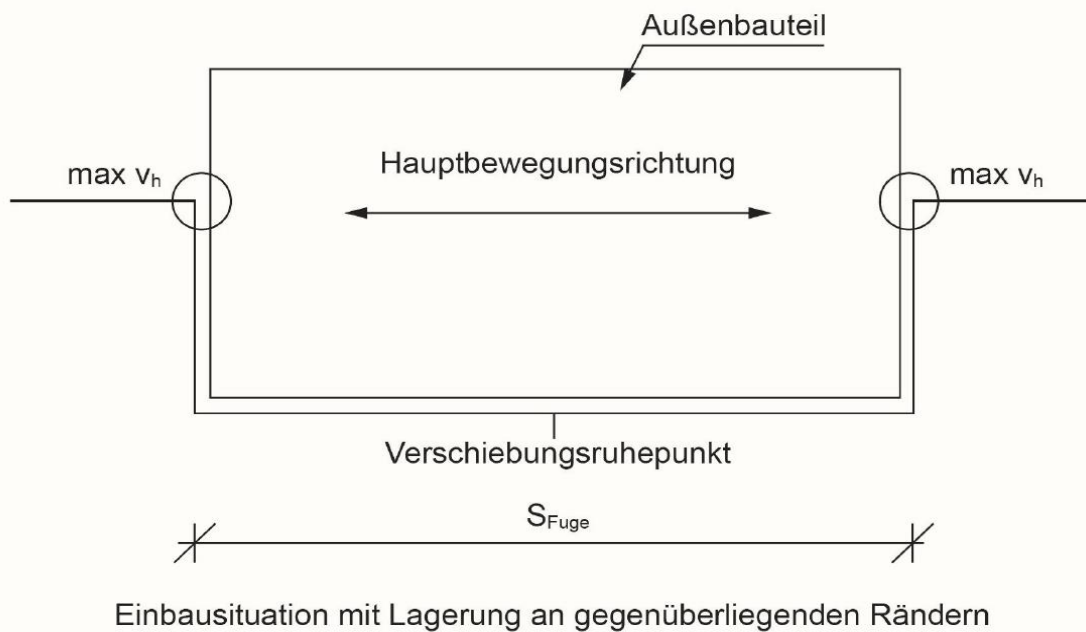 Außenbauteil
Hauptbewegungsrichtung
max vh
max vh
Verschiebungsruhepunkt
SFuge
Einbausituation mit Lagerung an gegenüberliegenden Rändern